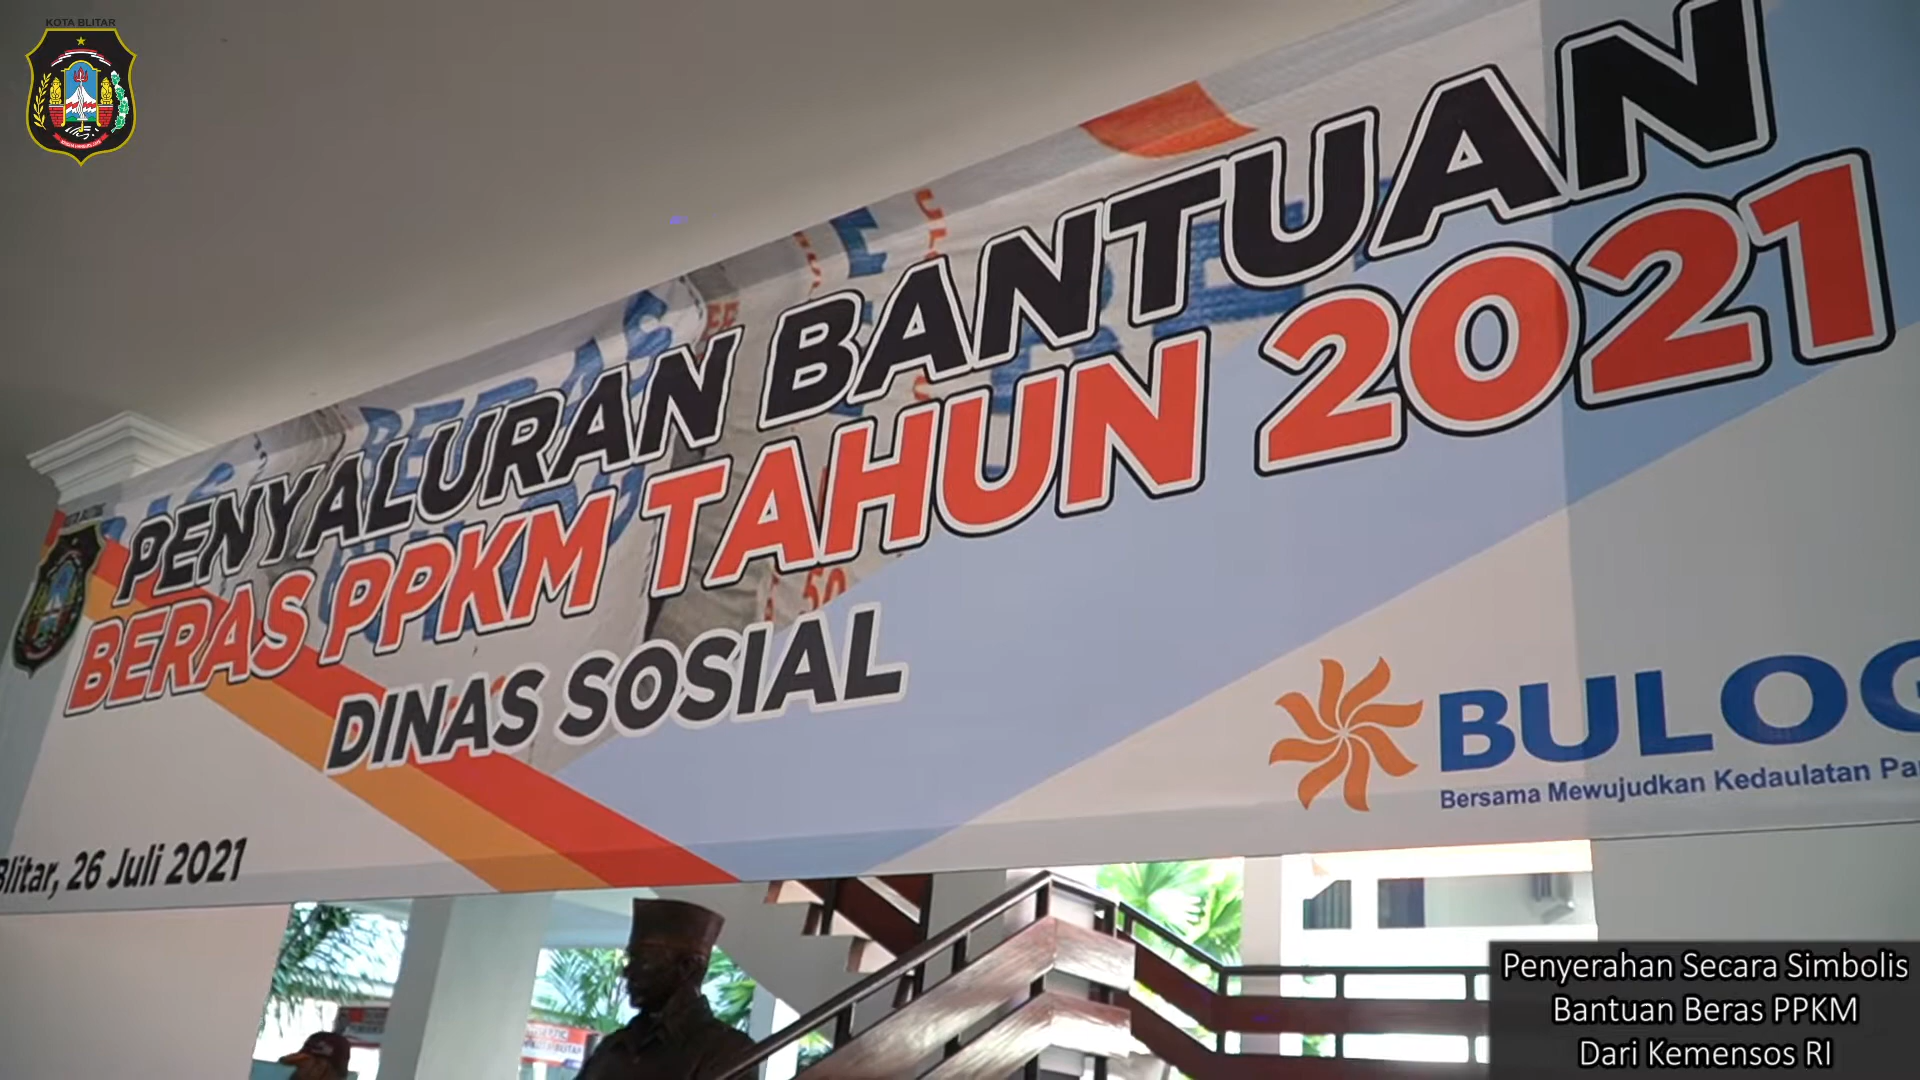 KOTA BLITAR
PENYALURAN BANTUAN
BERAS PPKM TAHUN 2021
DINAS SOSIAL
BULOG
Bersama Mewujudkan Kedaulatan
Blitar, 26 Juli 2021
Penyerahan Secara Simbolis
Bantuan Beras PPKM
Dari Kemensos RI